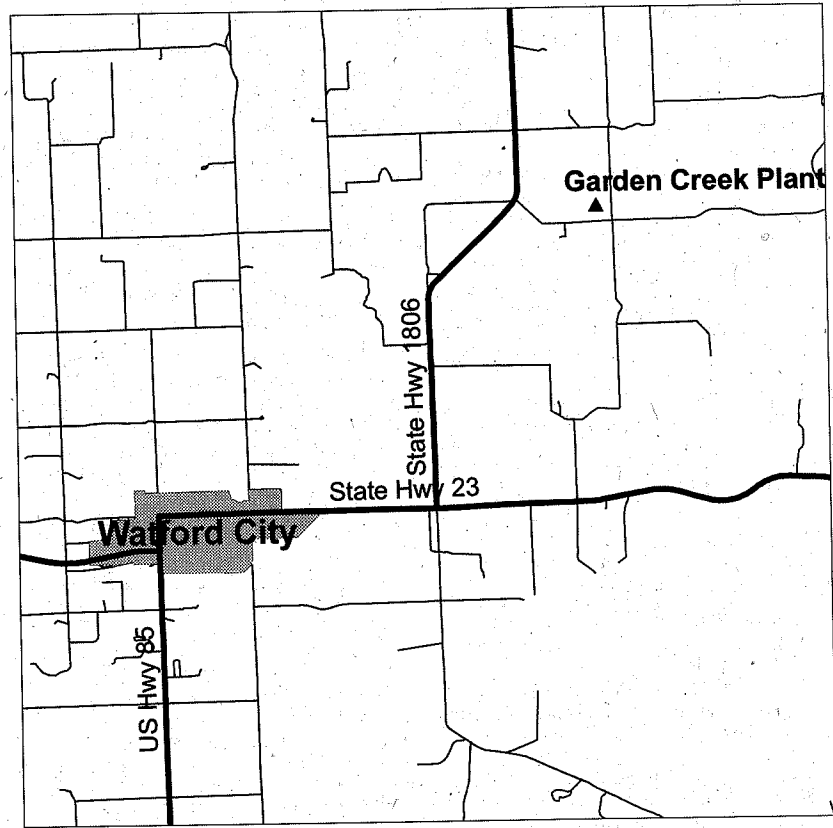 Garden Creek Plant
State Hwy 1806
State Hwy 23
Watford City
US Hwy 85